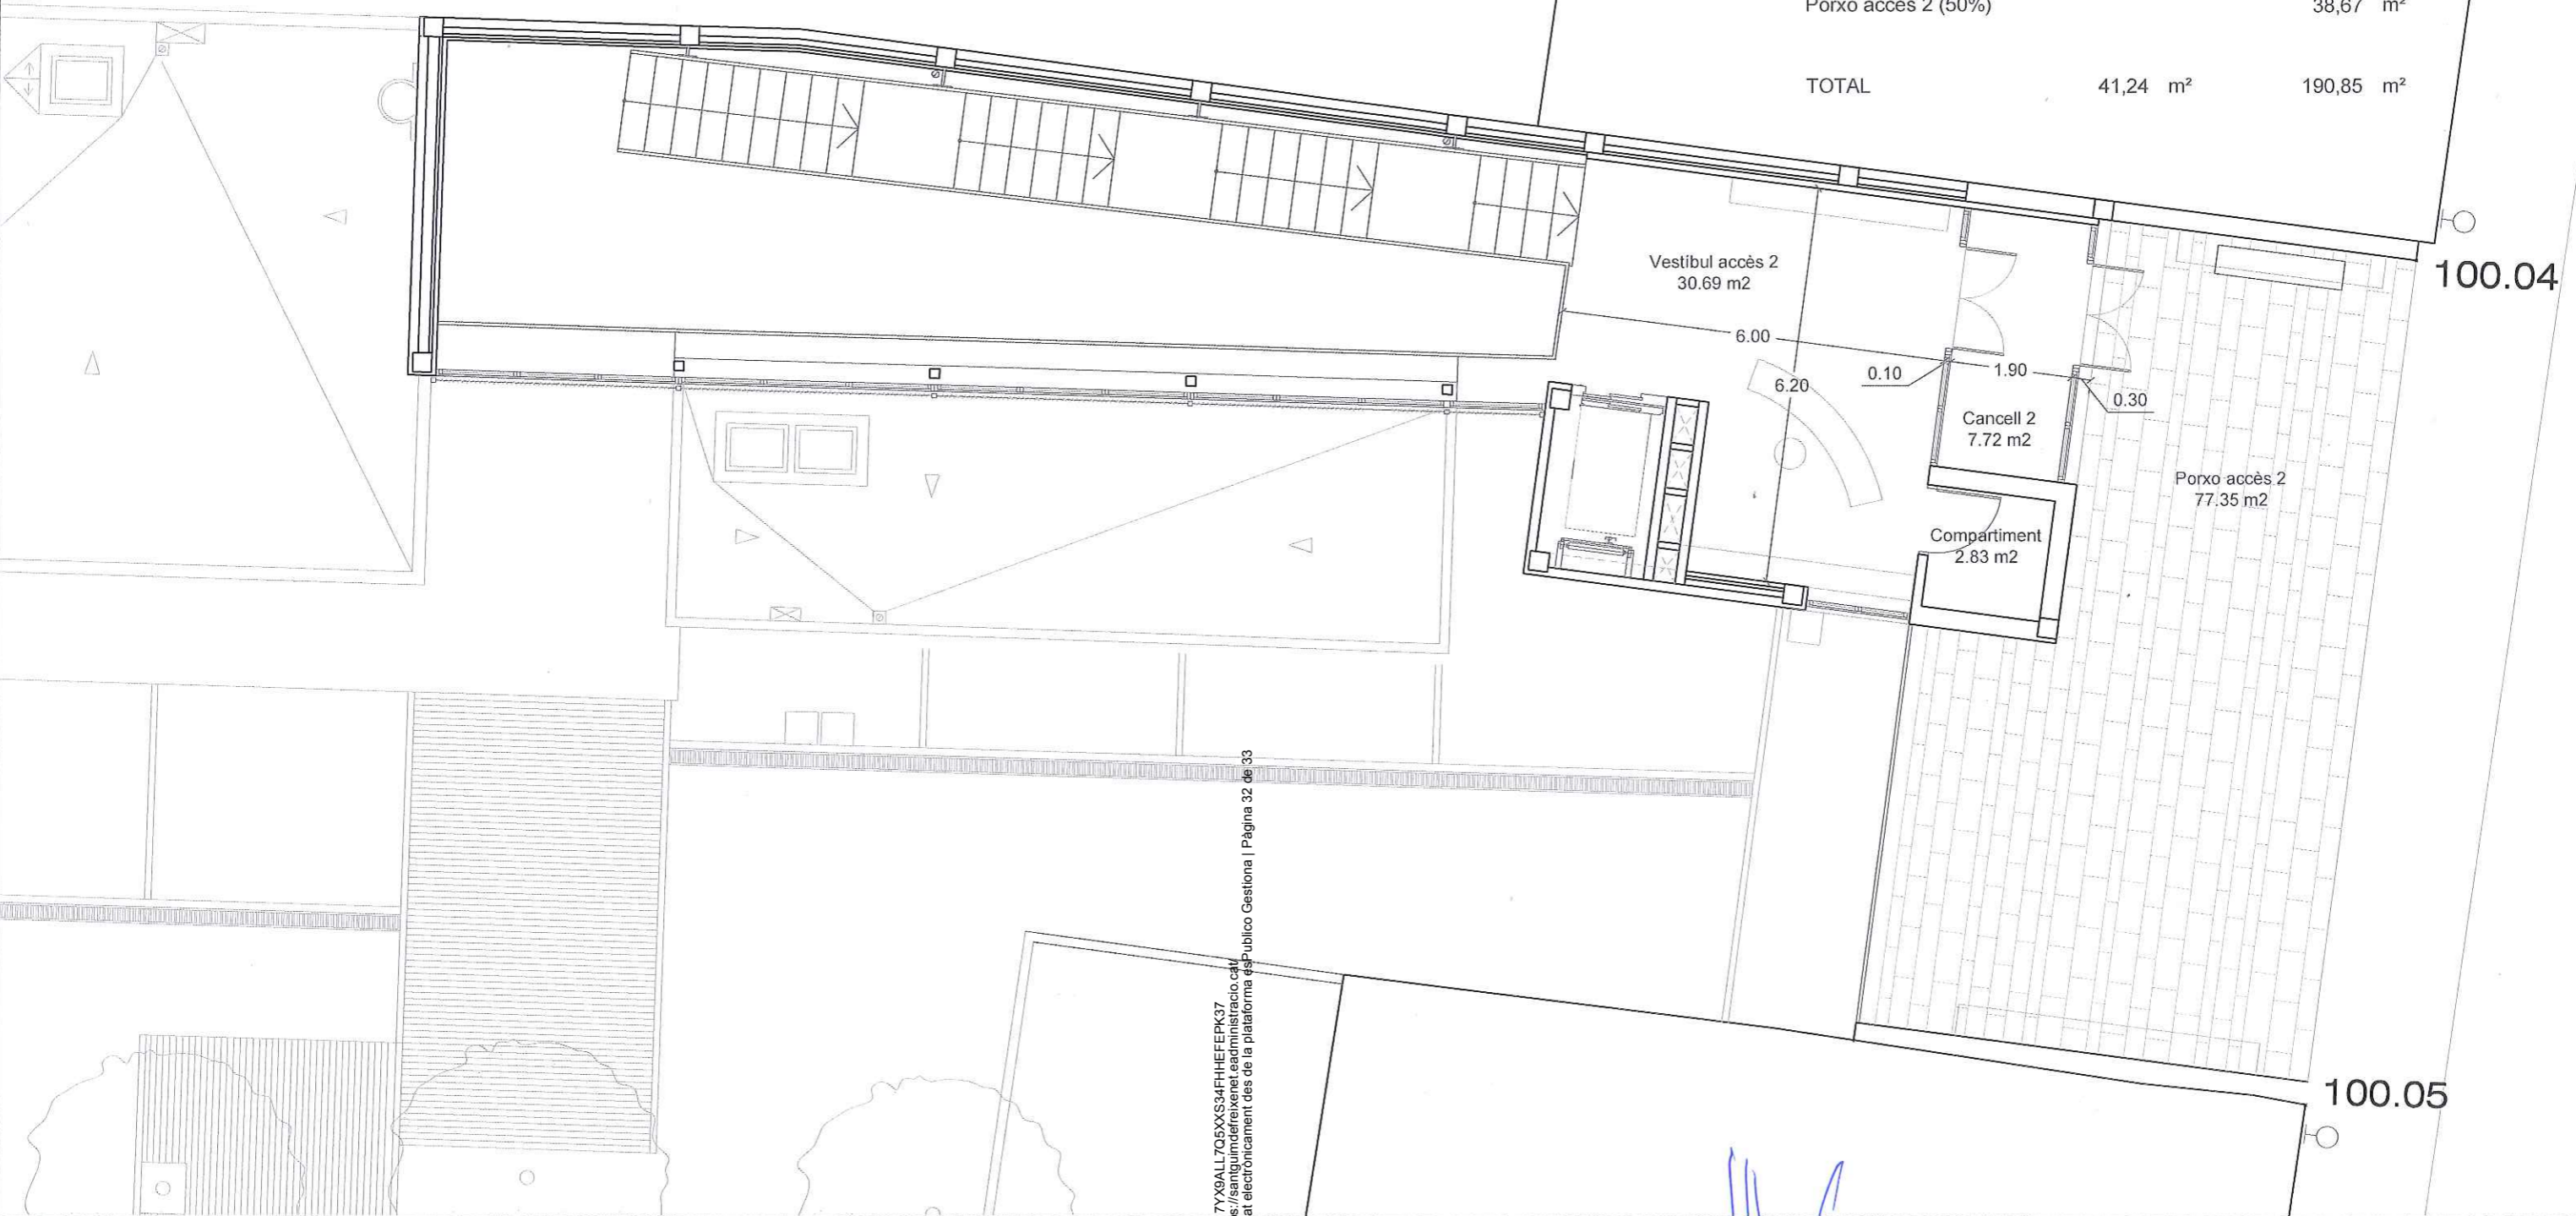 Porxo accés 2 (50%) 38,67 m²
TOTAL 41,24 m² 190,85 m²
100.04
Vestíbul accès 2
30.69 m2
6.00
6.20
0.10
1.90
0.30
Cancell 2
7.72 m2
Porxo accès 2
77.35 m2
Compartiment
2.83 m2
100.05
7YX9ALL7Q5XXS34FHHEFEPK37
os://santguimdefreixenet.eadministracio.cat/
at electrònicament des de la plataforma esPublico Gestiona | Pàgina 32 de 33